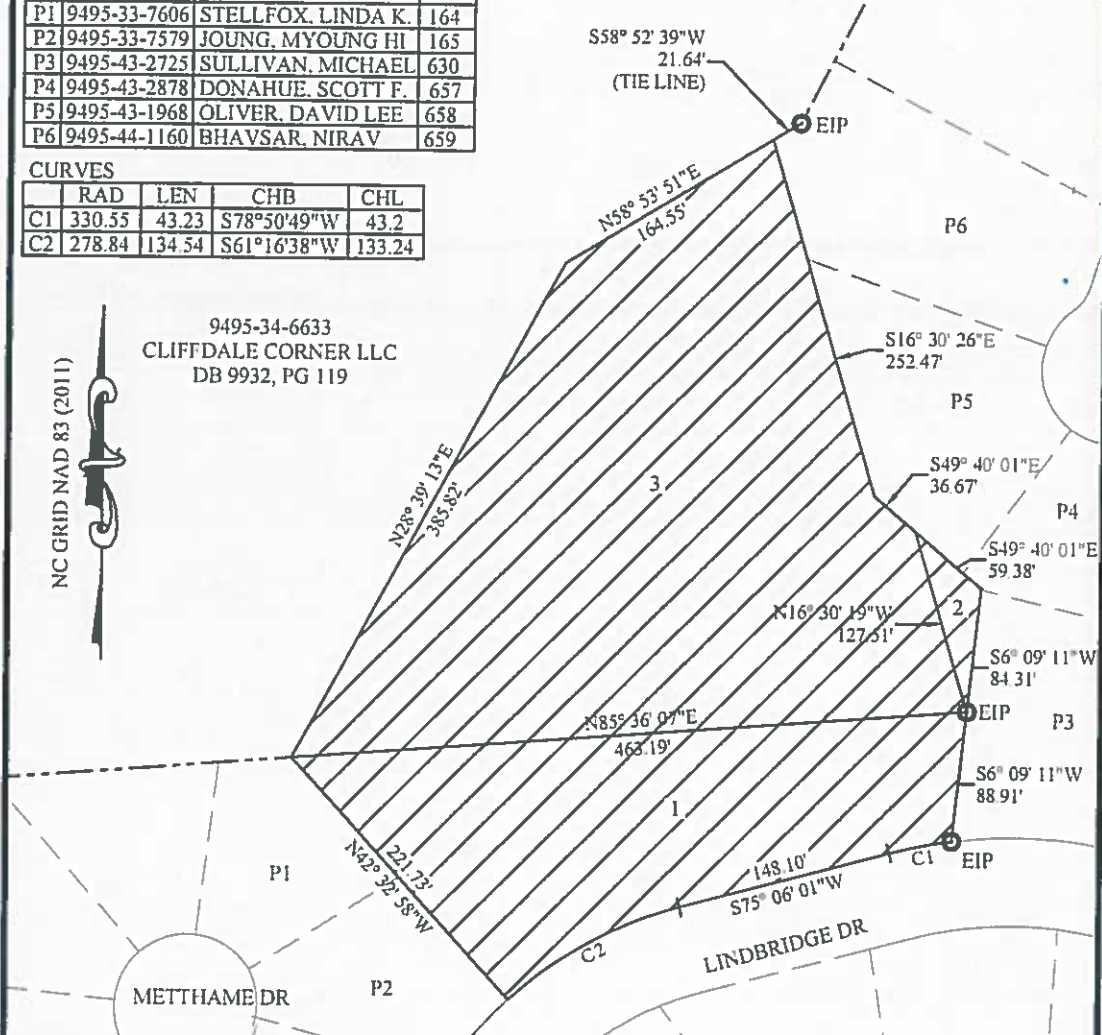 P1 9495-33-7606 STELLFOX, LINDA K. 164
P2 9495-33-7579 JOUNG, MYOUNG HI 165
P3 9495-43-2725 SULLIVAN, MICHAEL 630
P4 9495-43-2878 DONAHUE, SCOTT F. 657
P5 9495-43-1968 OLIVER, DAVID LEE 658
P6 9495-44-1160 BHAVSAR, NIRAV 659
CURVES
RAD LEN CHB CHL
C1 330.55 43.23 S78°50'49"W 43.2
C2 278.84 134.54 S61°16'38"W 133.24
S58° 52' 39"W
21.64'
(TIE LINE)
EIP
N58° 53' 51"E
164.55'
P6
9495-34-6633
CLIFFDALE CORNER LLC
DB 9932, PG 119
NC GRID NAD 83 (2011)
S16° 30' 26"E
252.47'
P5
N28° 39' 13"E
385.82'
3
S49° 40' 01"E
36.67'
P4
S49° 40' 01"E
59.38'
2
N16° 30' 19"W
127.51'
S6° 09' 11"W
84.31'
N85° 36' 07"E
463.19'
EIP
P3
S6° 09' 11"W
88.91'
1
P1
221.73'
N42° 32' 58"W
148.10'
S75° 06' 01"W
C1
EIP
C2
LINDBRIDGE DR
METTHAME DR
P2